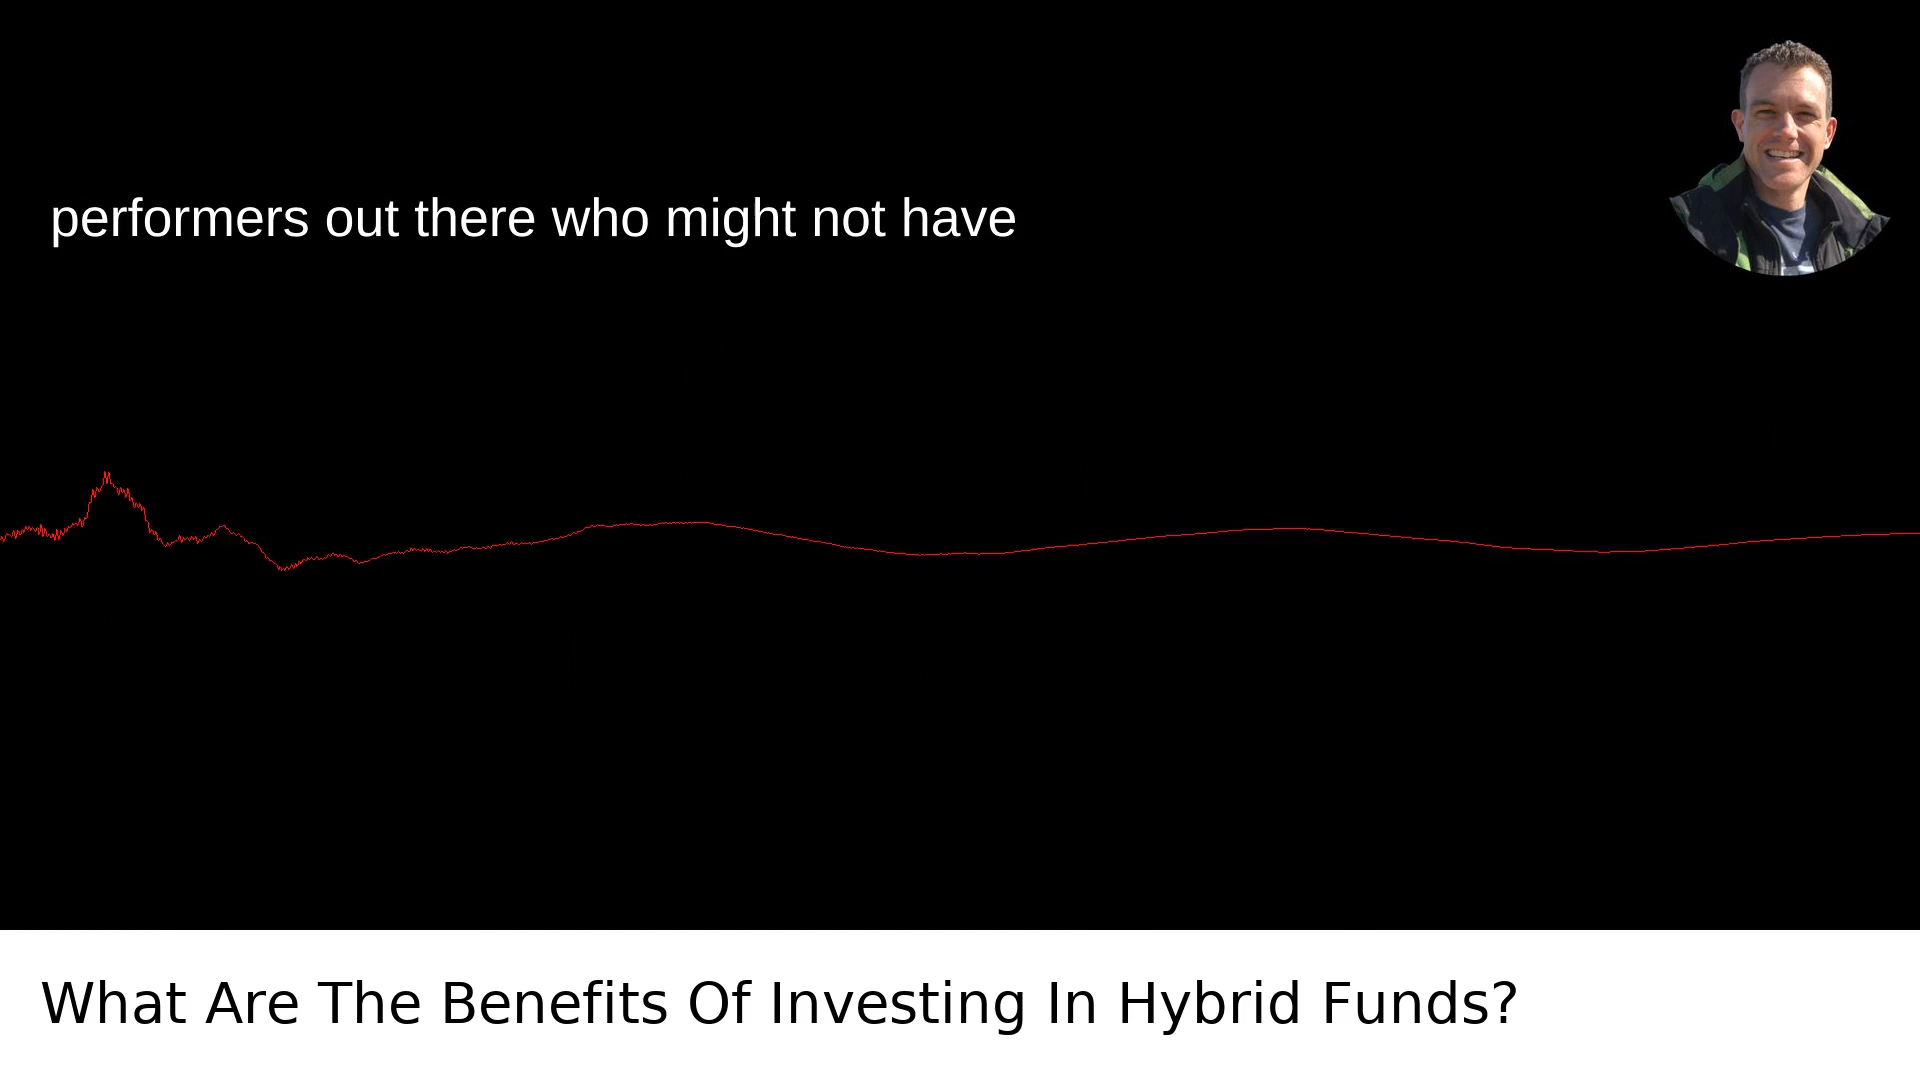 performers out there who might not have
What Are The Benefits Of Investing In Hybrid Funds?